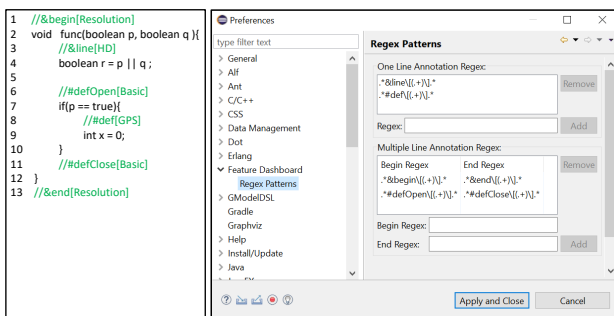 1 //&begin[Resolution]
2 void func(boolean p, boolean q ){
3 //&line[HD]
4 boolean r = p || q ;
5
6 //#defOpen[Basic]
7 if(p == true){
8 //#def[GPS]
9 int x = 0;
10 }
11 //#defClose[Basic]
12 }
13 //&end[Resolution]
Preferences
type filter text
General
Alf
Ant
C/C++
CSS
Data Management
Dot
Erlang
Feature Dashboard
Regex Patterns
GModelDSL
Gradle
Graphviz
Help
Install/Update
Java
Regex Patterns
One Line Annotation Regex:
.*&line\[(.+)\].*
.*#def\[(.+)\].*
Remove
Regex:
Add
Multiple Line Annotation Regex:
Begin Regex End Regex
.*&begin\[(.+)\].* .*&end\[(.+)\].*
.*#defOpen\[(.+)\].* .*#defClose\[(.+)\].*
Remove
Begin Regex:
End Regex:
Add
Apply and Close
Cancel